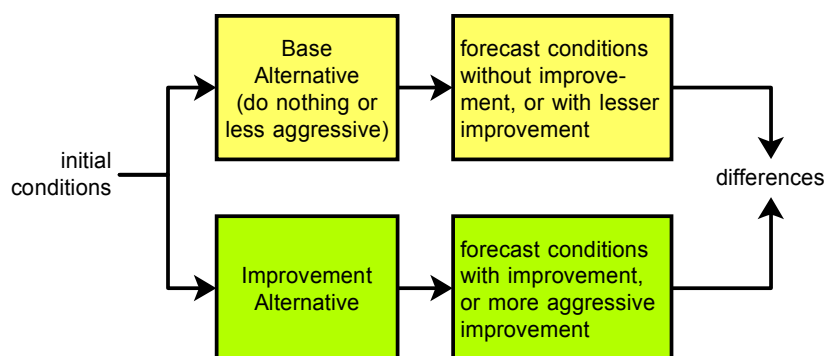 initial
conditions
Base
Alternative
(do nothing or
less aggressive)
forecast conditions
without improve-
ment, or with lesser
improvement
Improvement
Alternative
forecast conditions
with improvement,
or more aggressive
improvement
differences